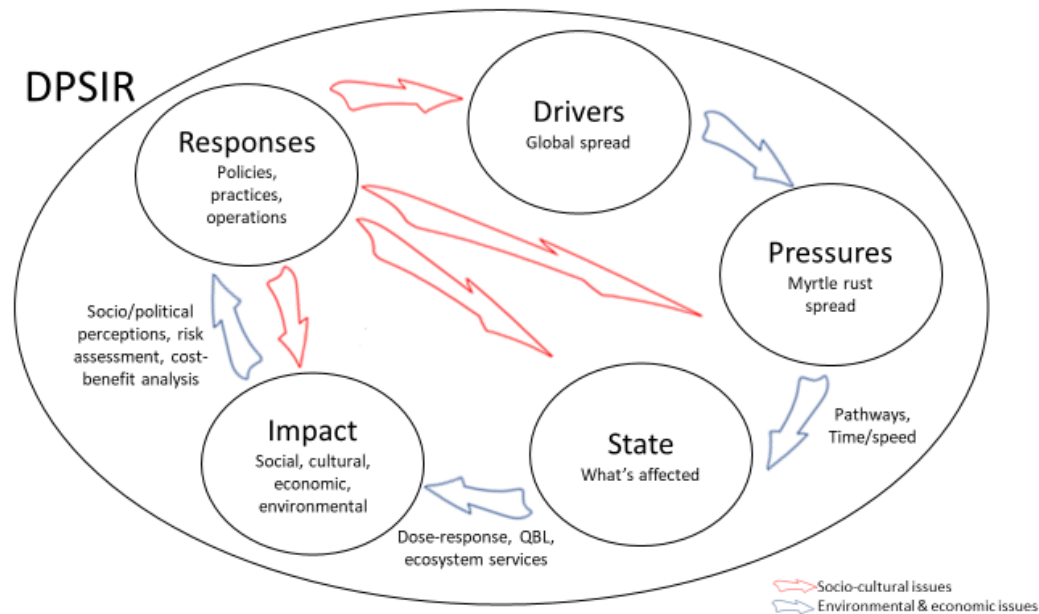 DPSIR
Drivers
Global spread
Responses
Policies,
practices,
operations
Pressures
Myrtle rust
spread
Socio/political
perceptions, risk
assessment, cost-
benefit analysis
Impact
Social, cultural,
economic,
environmental
State
What's affected
Pathways,
Time/speed
Dose-response, QBL,
ecosystem services
Socio-cultural issues
Environmental & economic issues